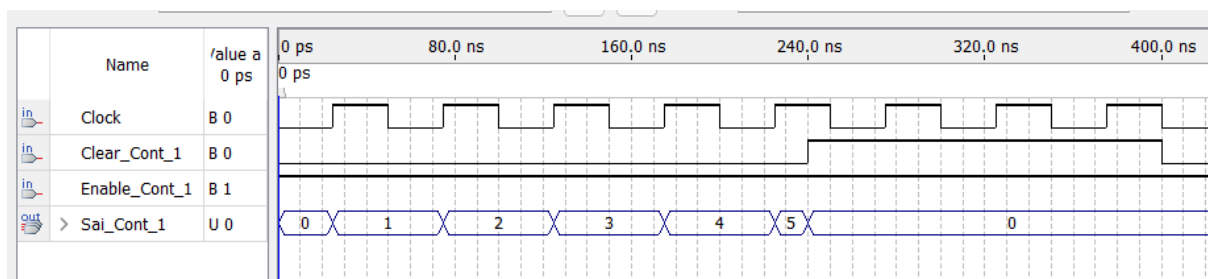 Name
Value a
0 ps
0 ps 80.0 ns 160.0 ns 240.0 ns 320.0 ns 400.0 ns
0 ps
in Clock B 0
in Clear_Cont_1 B 0
in Enable_Cont_1 B 1
out > Sai_Cont_1 U 0 0 1 2 3 4 5 0